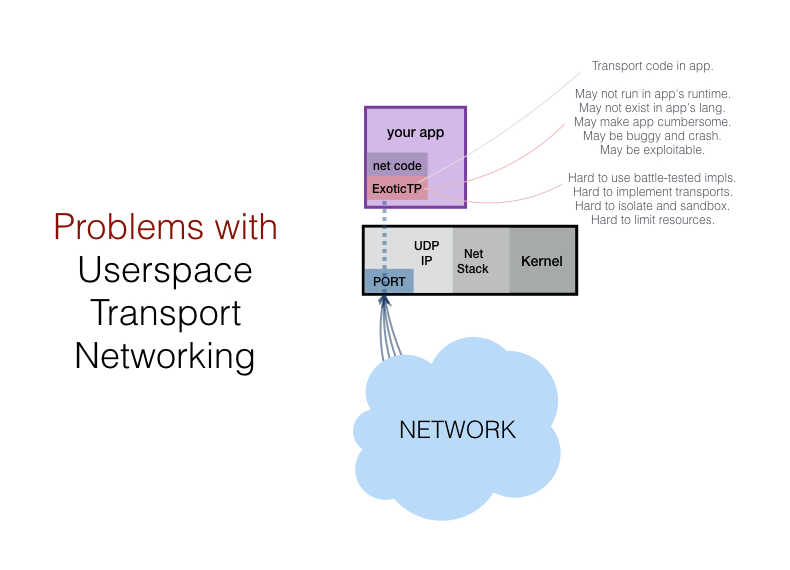 Problems with
Userspace
Transport
Networking
your app
net code
ExoticTP
UDP
IP
PORT
Net
Stack
Kernel
NETWORK
Transport code in app.
May not run in app's runtime.
May not exist in app's lang.
May make app cumbersome.
May be buggy and crash.
May be exploitable.
Hard to use battle-tested impls.
Hard to implement transports.
Hard to isolate and sandbox.
Hard to limit resources.